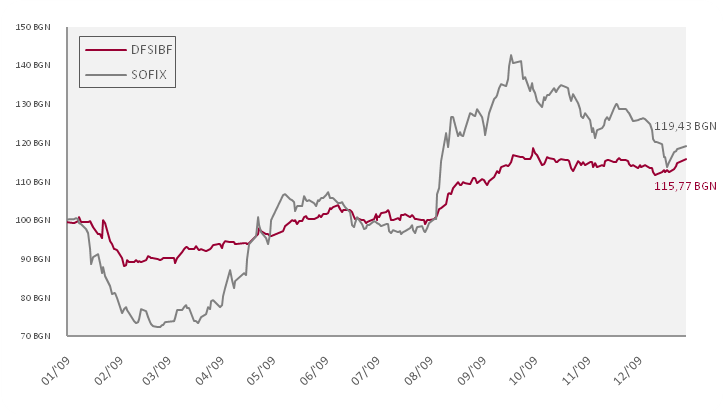 150 BGN
DFSIBF
SOFIX
140 BGN
130 BGN
119,43 BGN
120 BGN
115,77 BGN
110 BGN
100 BGN
90 BGN
80 BGN
70 BGN
01/09
02/09
03/09
04/09
05/09
06/09
07/09
08/09
09/09
10/09
11/09
12/09